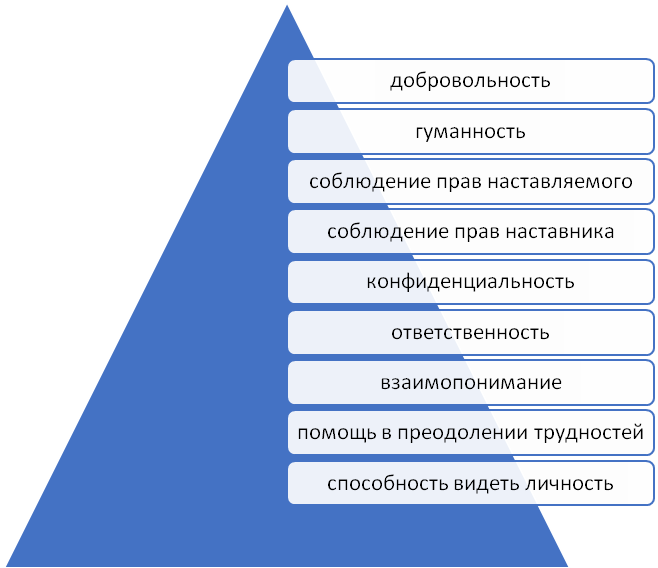 добровольность
гуманность
соблюдение прав наставляемого
соблюдение прав наставника
конфиденциальность
ответственность
взаимопонимание
помощь в преодолении трудностей
способность видеть личность